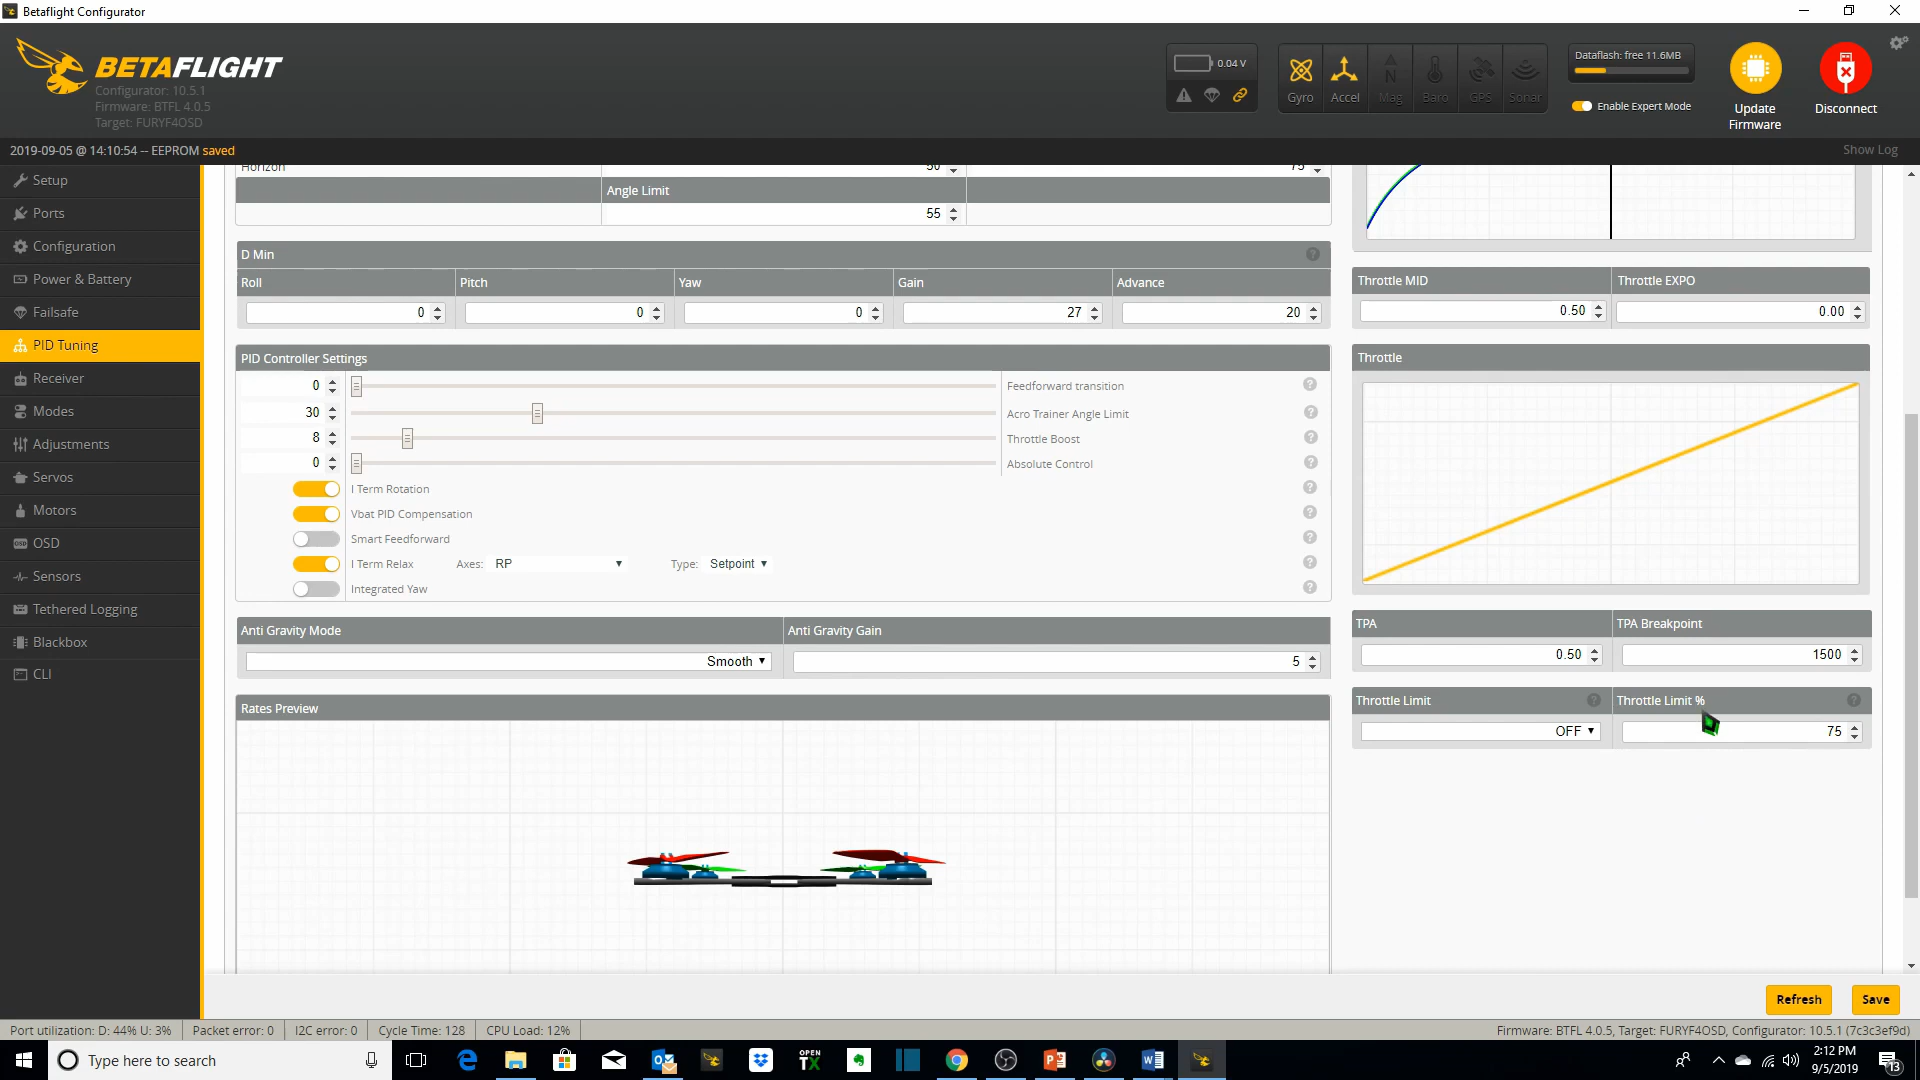 Betaflight Configurator
BETAFLIGHT
Configurator: 10.5.1
Firmware: BTFL 4.0.5
Target: FURYF4OSD
0.04 V
Gyro
Accel
Mag
Baro
GPS
Sonar
Dataflash: free 11.6MB
Enable Expert Mode
Update
Firmware
Disconnect
2019-09-05 @ 14:10:54 -- EEPROM saved
Show Log
Setup
Ports
Configuration
Power & Battery
Failsafe
PID Tuning
Receiver
Modes
Adjustments
Servos
Motors
OSD OSD
Sensors
Tethered Logging
Blackbox
CLI
Horizon 50 75
Angle Limit
55
D Min
Roll Pitch Yaw Gain Advance
0 0 0 27 20
PID Controller Settings
0 Feedforward transition
30 Acro Trainer Angle Limit
8 Throttle Boost
0 Absolute Control
I Term Rotation
Vbat PID Compensation
Smart Feedforward
I Term Relax Axes: RP Type: Setpoint
Integrated Yaw
Anti Gravity Mode Anti Gravity Gain
Smooth 5
Rates Preview
Throttle MID Throttle EXPO
0.50 0.00
Throttle
TPA TPA Breakpoint
0.50 1500
Throttle Limit Throttle Limit %
OFF 75
Refresh Save
Port utilization: D: 44% U: 3% Packet error: 0 I2C error: 0 Cycle Time: 128 CPU Load: 12% Firmware: BTFL 4.0.5, Target: FURYF4OSD, Configurator: 10.5.1 (7c3c3ef9d)
Type here to search
OPEN
TX
2:12 PM
9/5/2019
13